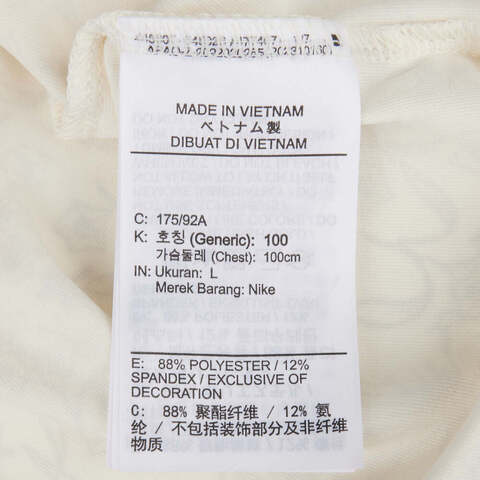 MADE IN VIETNAM
ベトナム製
DIBUAT DI VIETNAM
C: 175/92A
K: 호칭 (Generic): 100
가슴둘레 (Chest): 100cm
IN: Ukuran: L
Merek Barang: Nike
E: 88% POLYESTER / 12%
SPANDEX / EXCLUSIVE OF
DECORATION
C: 88% 聚酯纤维 / 12% 氨
纶 / 不包括装饰部分及非纤维
物质